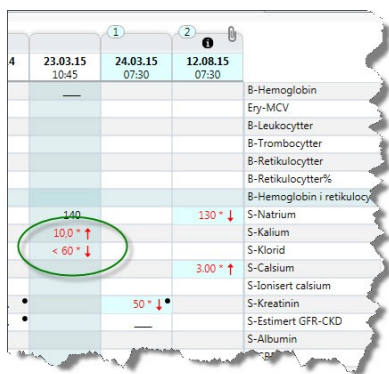 1 2
4 23.03.15 24.03.15 12.08.15
10:45 07:30 07:30
B-Hemoglobin
Ery-MCV
B-Leukocytter
B-Trombocytter
B-Retikulocytter
B-Retikulocytter%
B-Hemoglobin i retikulocy
140 130 * ↓ S-Natrium
10,0 * ↑ S-Kalium
< 60 * ↓ S-Klorid
3.00 * ↑ S-Calsium
S-Ionisert calsium
50 * ↓ S-Kreatinin
S-Estimert GFR-CKD
S-Albumin